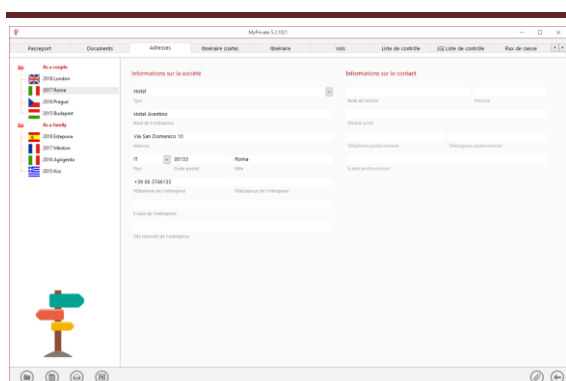 MyPrivate 5.2.1021
Passeport Documents Adresses Itinéraire (carte) Itinéraire Vols Liste de contrôle [G] Liste de contrôle Flux de caisse
As a couple
2018 London
2017 Rome
2016 Prague
2015 Budapest
As a family
2018 Estepona
2017 Menton
2016 Agrigento
2015 Kos
Informations sur la société
Hotel
Type
Hotel Aventino
Nom de l'entreprise
Via San Domenico 10
Adresse
IT 00153 Roma
Pays Code postal Ville
+39 06 5746135
Téléphone de l'entreprise Télécopieur de l'entreprise
E-mail de l'entreprise
Site internet de l'entreprise
Informations sur le contact
Nom de famille Prénom
Mobile privé
Téléphone professionnel Télécopieur professionnel
E-mail professionnel